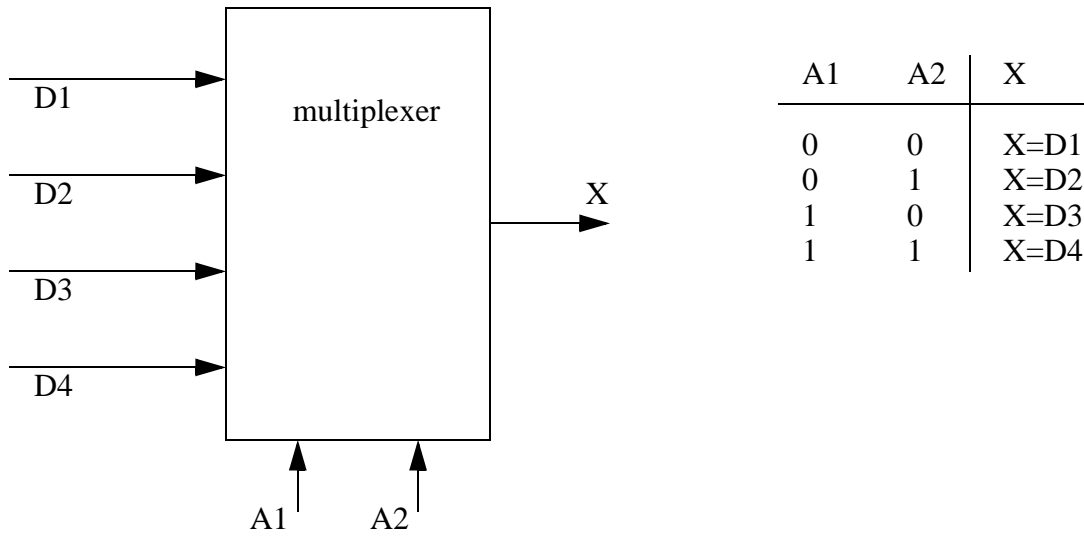 D1
D2
D3
D4
multiplexer
X
A1 A2
A1 A2 X
0 0 X=D1
0 1 X=D2
1 0 X=D3
1 1 X=D4